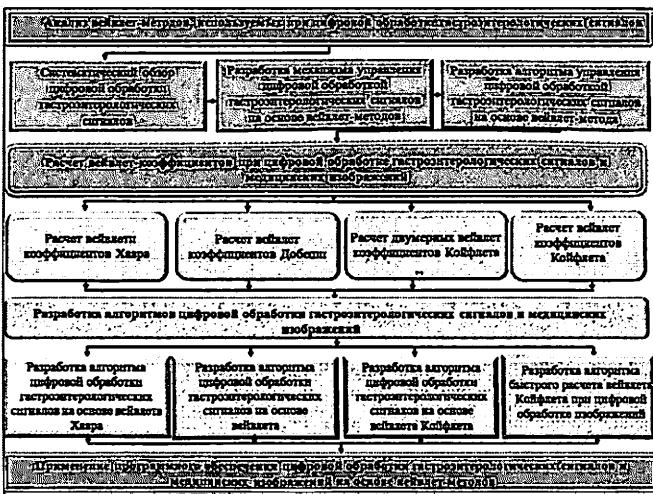 Анализ вейвлет-методов, используемых при цифровой обработки гастроэнтерологических сигналов
Систематический обзор
цифровой обработки
гастроэнтерологических
сигналов
Разработка механизма управления
цифровой обработкой
гастроэнтерологических сигналов
на основе вейвлет-методов
Разработка алгоритма управления
цифровой обработкой
гастроэнтерологических сигналов
на основе вейвлет-метода
Расчет вейвлет-коэффициентов при цифровой обработке гастроэнтерологических сигналов и
медицинских изображений
Расчет вейвлета
коэффициентов Хаара
Расчет вейвлет
коэффициентов Добеши
Расчет двумерных вейвлет
коэффициентов Койфлета
Расчет вейвлет
коэффициентов
Койфлета
Разработка алгоритмов цифровой обработки гастроэнтерологических сигналов и медицинских
изображений
Разработка алгоритма
цифровой обработки
гастроэнтерологических
сигналов на основе вейвлета
Хаара
Разработка алгоритма
цифровой обработки
гастроэнтерологических
сигналов на основе
вейвлета
Разработка алгоритма
цифровой обработки
гастроэнтерологических
сигналов на основе
вейвлета Койфлета
Разработка алгоритма
быстрого расчета вейвлета
Койфлета при цифровой
обработке изображений
Применение программного обеспечения цифровой обработки гастроэнтерологических сигналов и
медицинских изображений на основе вейвлет-методов